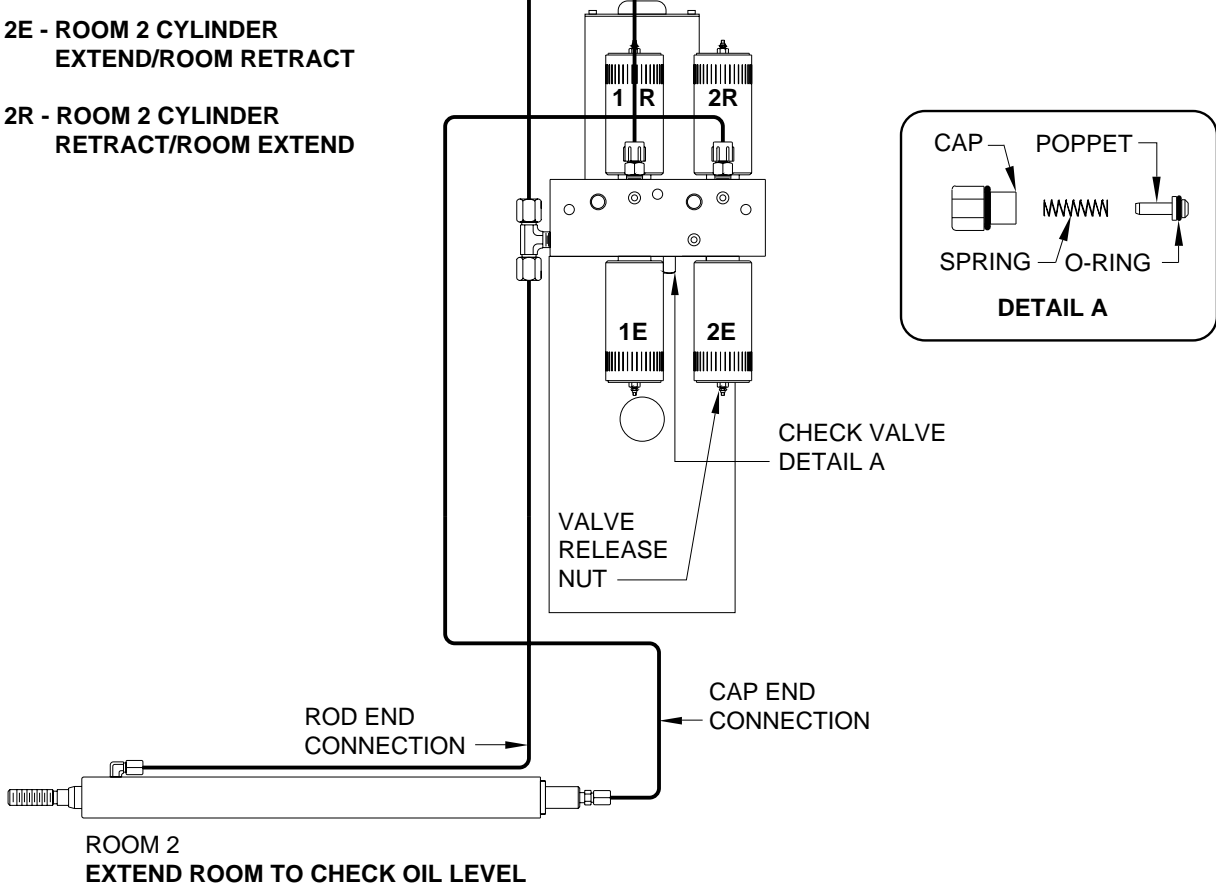 2E - ROOM 2 CYLINDER
EXTEND/ROOM RETRACT
2R - ROOM 2 CYLINDER
RETRACT/ROOM EXTEND
1 R
2R
1E
2E
CAP
POPPET
SPRING
O-RING
DETAIL A
CHECK VALVE
DETAIL A
VALVE
RELEASE
NUT
ROD END
CONNECTION
CAP END
CONNECTION
ROOM 2
EXTEND ROOM TO CHECK OIL LEVEL